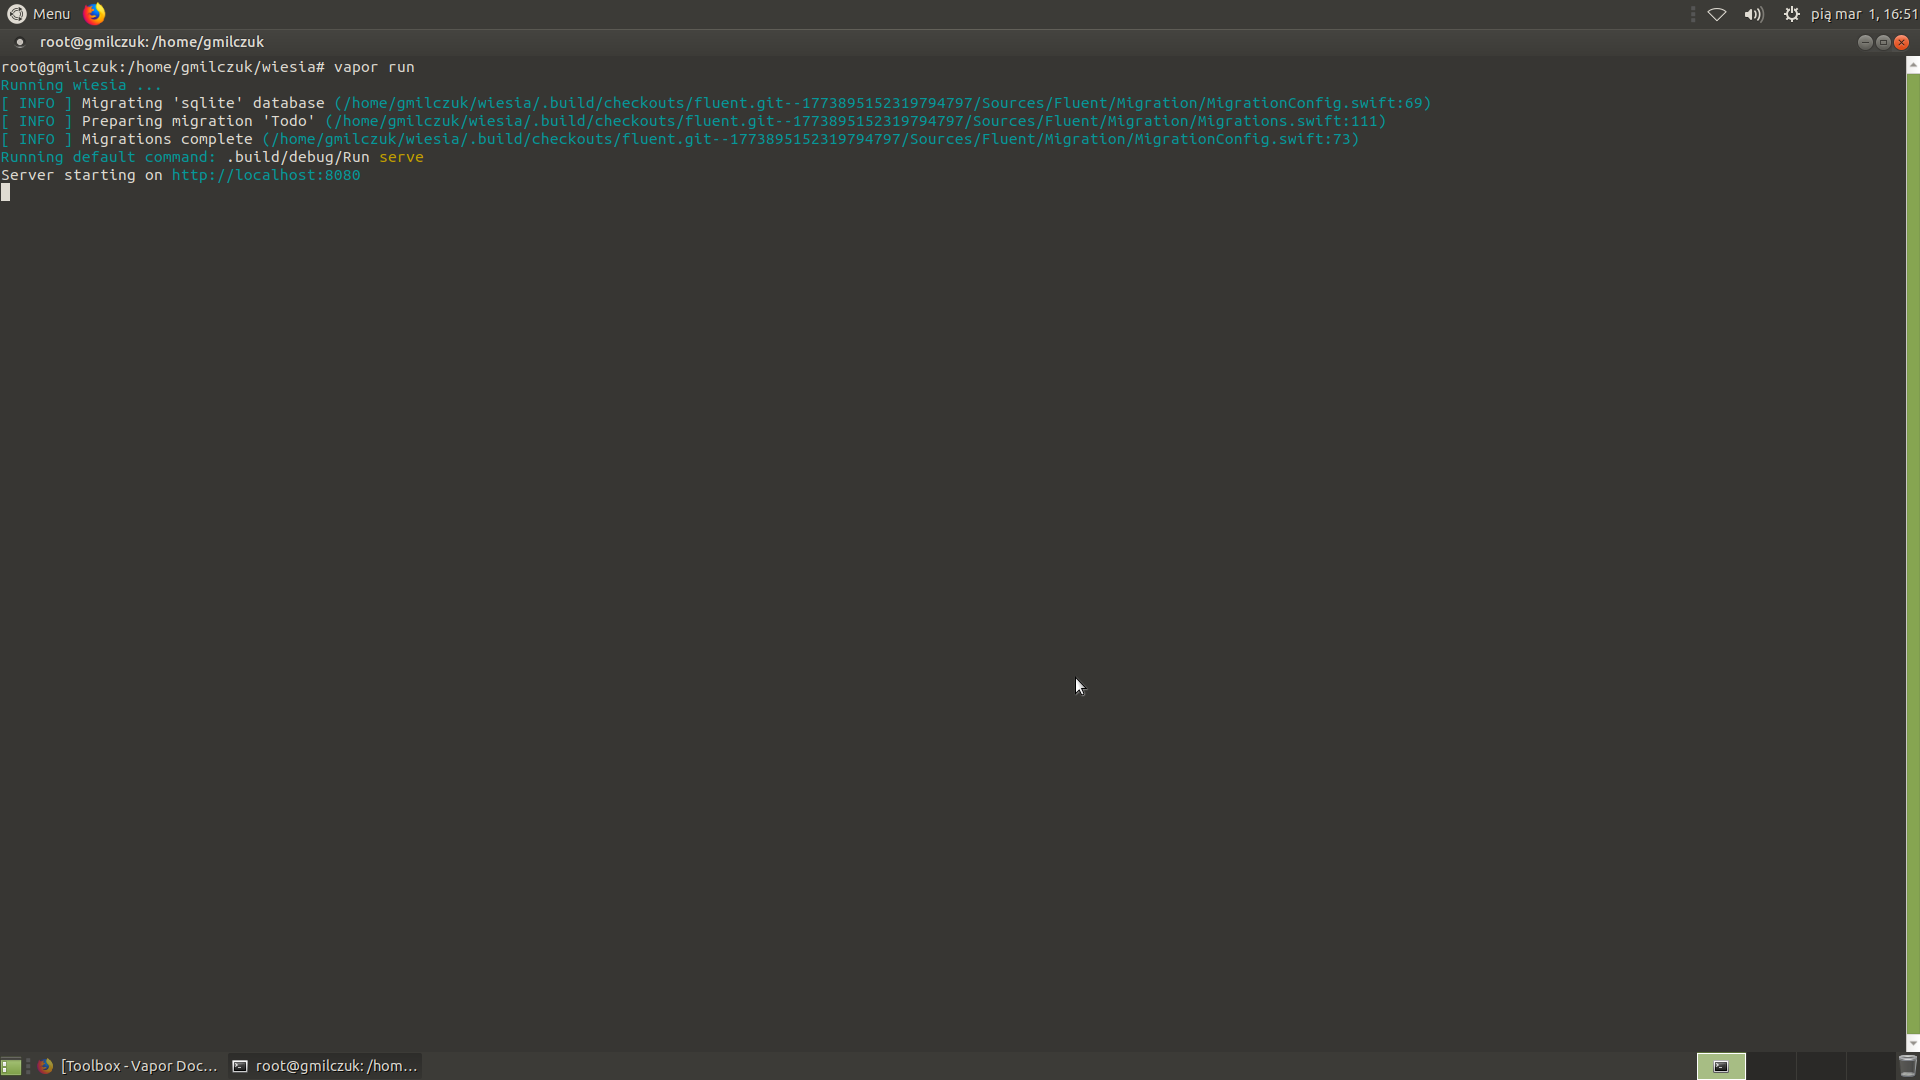 Menu
pią mar 1, 16:51
root@gmilczuk: /home/gmilczuk
root@gmilczuk:/home/gmilczuk/wiesia# vapor run
Running wiesia ...
[ INFO ] Migrating 'sqlite' database (/home/gmilczuk/wiesia/.build/checkouts/fluent.git--1773895152319794797/Sources/Fluent/Migration/MigrationConfig.swift:69)
[ INFO ] Preparing migration 'Todo' (/home/gmilczuk/wiesia/.build/checkouts/fluent.git--1773895152319794797/Sources/Fluent/Migration/Migrations.swift:111)
[ INFO ] Migrations complete (/home/gmilczuk/wiesia/.build/checkouts/fluent.git--1773895152319794797/Sources/Fluent/Migration/MigrationConfig.swift:73)
Running default command: .build/debug/Run serve
Server starting on http://localhost:8080
[Toolbox - Vapor Doc...
root@gmilczuk: /hom...